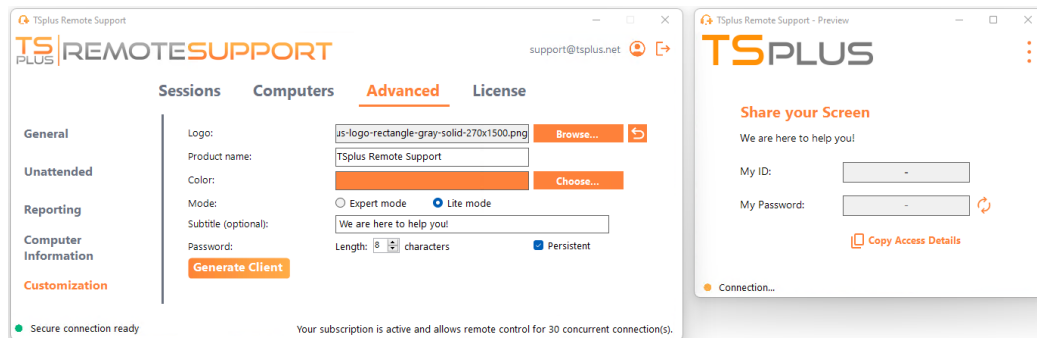 TSplus Remote Support
TS PLUS REMOTESUPPORT
support@tsplus.net
Sessions Computers Advanced License
General
Unattended
Reporting
Computer
Information
Customization
Logo: us-logo-rectangle-gray-solid-270x1500.png Browse...
Product name: TSplus Remote Support
Color: Choose...
Mode: Expert mode Lite mode
Subtitle (optional): We are here to help you!
Password: Length: 8 characters Persistent
Generate Client
Secure connection ready
Your subscription is active and allows remote control for 30 concurrent connection(s).
TSplus Remote Support - Preview
TSPLUS
Share your Screen
We are here to help you!
My ID: -
My Password: -
Copy Access Details
Connection...